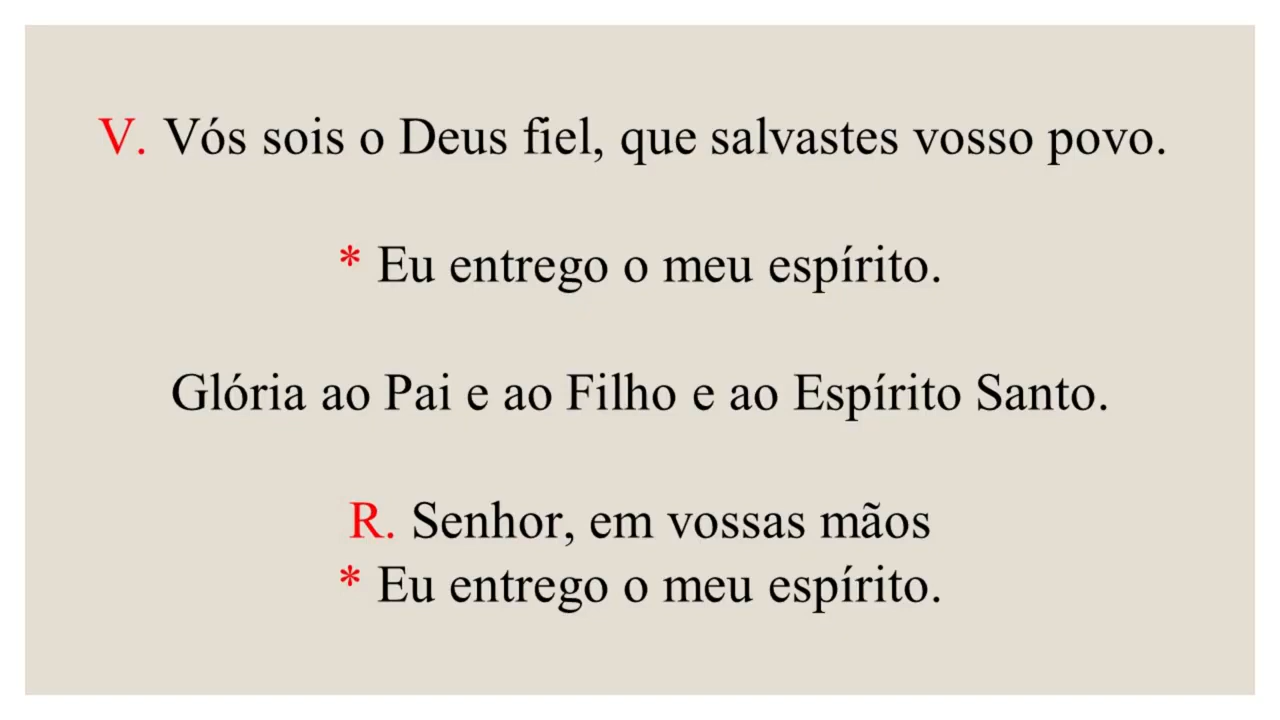 V. Vós sois o Deus fiel, que salvastes vosso povo.
* Eu entrego o meu espírito.
Glória ao Pai e ao Filho e ao Espírito Santo.
R. Senhor, em vossas mãos
* Eu entrego o meu espírito.